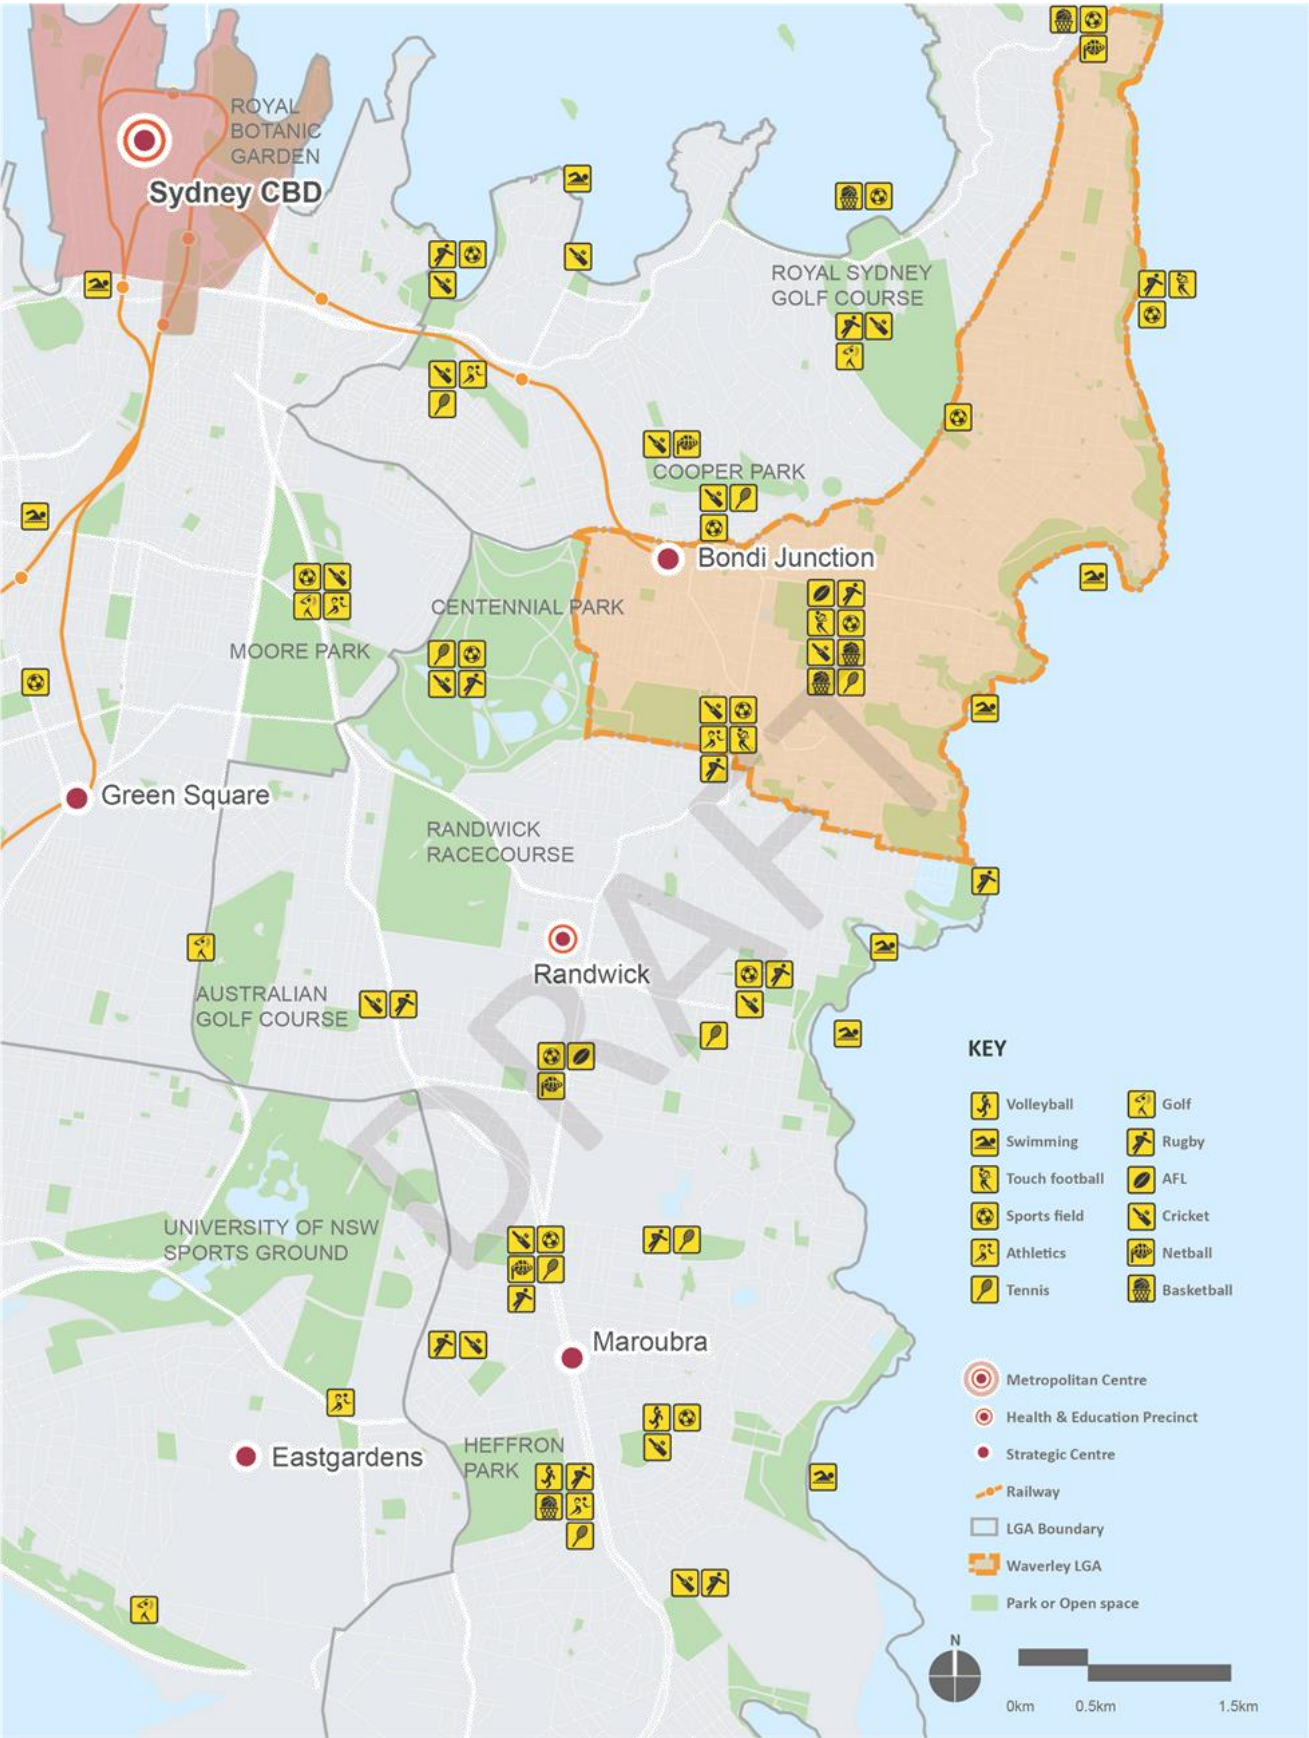 ROYAL
BOTANIC
GARDEN
Sydney CBD
ROYAL SYDNEY
GOLF COURSE
COOPER PARK
Bondi Junction
CENTENNIAL PARK
MOORE PARK
Green Square
RANDWICK
RACECOURSE
Randwick
AUSTRALIAN
GOLF COURSE
DRAFT
UNIVERSITY OF NSW
SPORTS GROUND
Maroubra
Eastgardens
HEFFRON
PARK
KEY
Volleyball
Golf
Swimming
Rugby
Touch football
AFL
Sports field
Cricket
Athletics
Netball
Tennis
Basketball
Metropolitan Centre
Health & Education Precinct
Strategic Centre
Railway
LGA Boundary
Waverley LGA
Park or Open space
N
0km 0.5km 1.5km